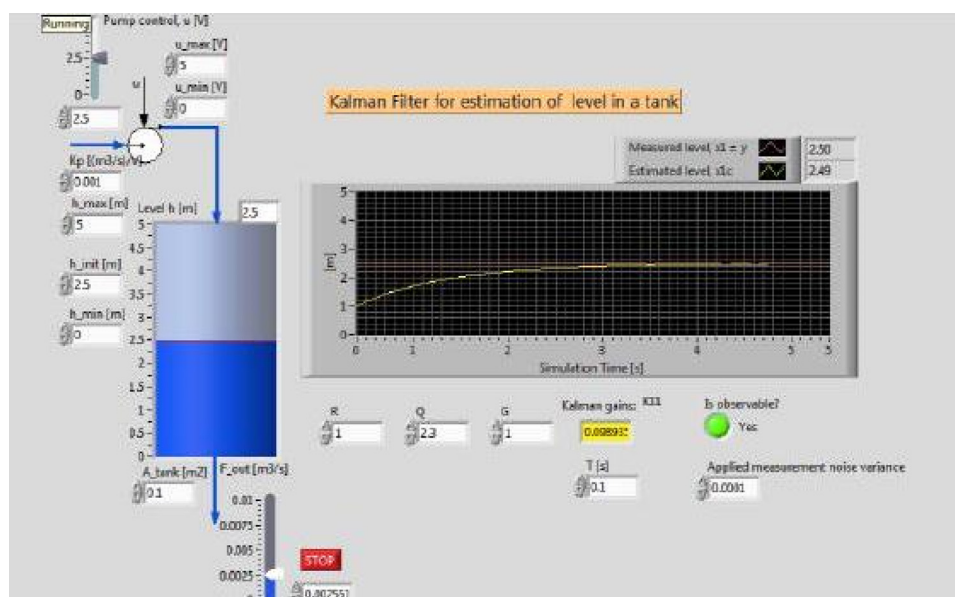 Running
Pump control, u [V]
2.5
0
2.5
u_max [V]
5
u_min [V]
0
u
Kalman Filter for estimation of level in a tank
Kp [(m3/s)/V]
0.001
h_max [m]
5
h_init [m]
2.5
h_min [m]
0
Level h [m]
2.5
5
4.5
4
3.5
3
2.5
2
1.5
1
0.5
0
Measured level, s1 = y
2.50
Estimated level, s1c
2.49
5
4
3
2
1
0
[m]
0
1
2
3
4
5
5
Simulation Time [s]
R
1
Q
2.3
G
1
Kalman gains:
K11
Is observable?
Yes
T [s]
0.1
Applied measurement noise variance
0.0001
A_tank [m2]
0.1
F_out [m3/s]
0.01
0.0075
0.005
0.0025
STOP